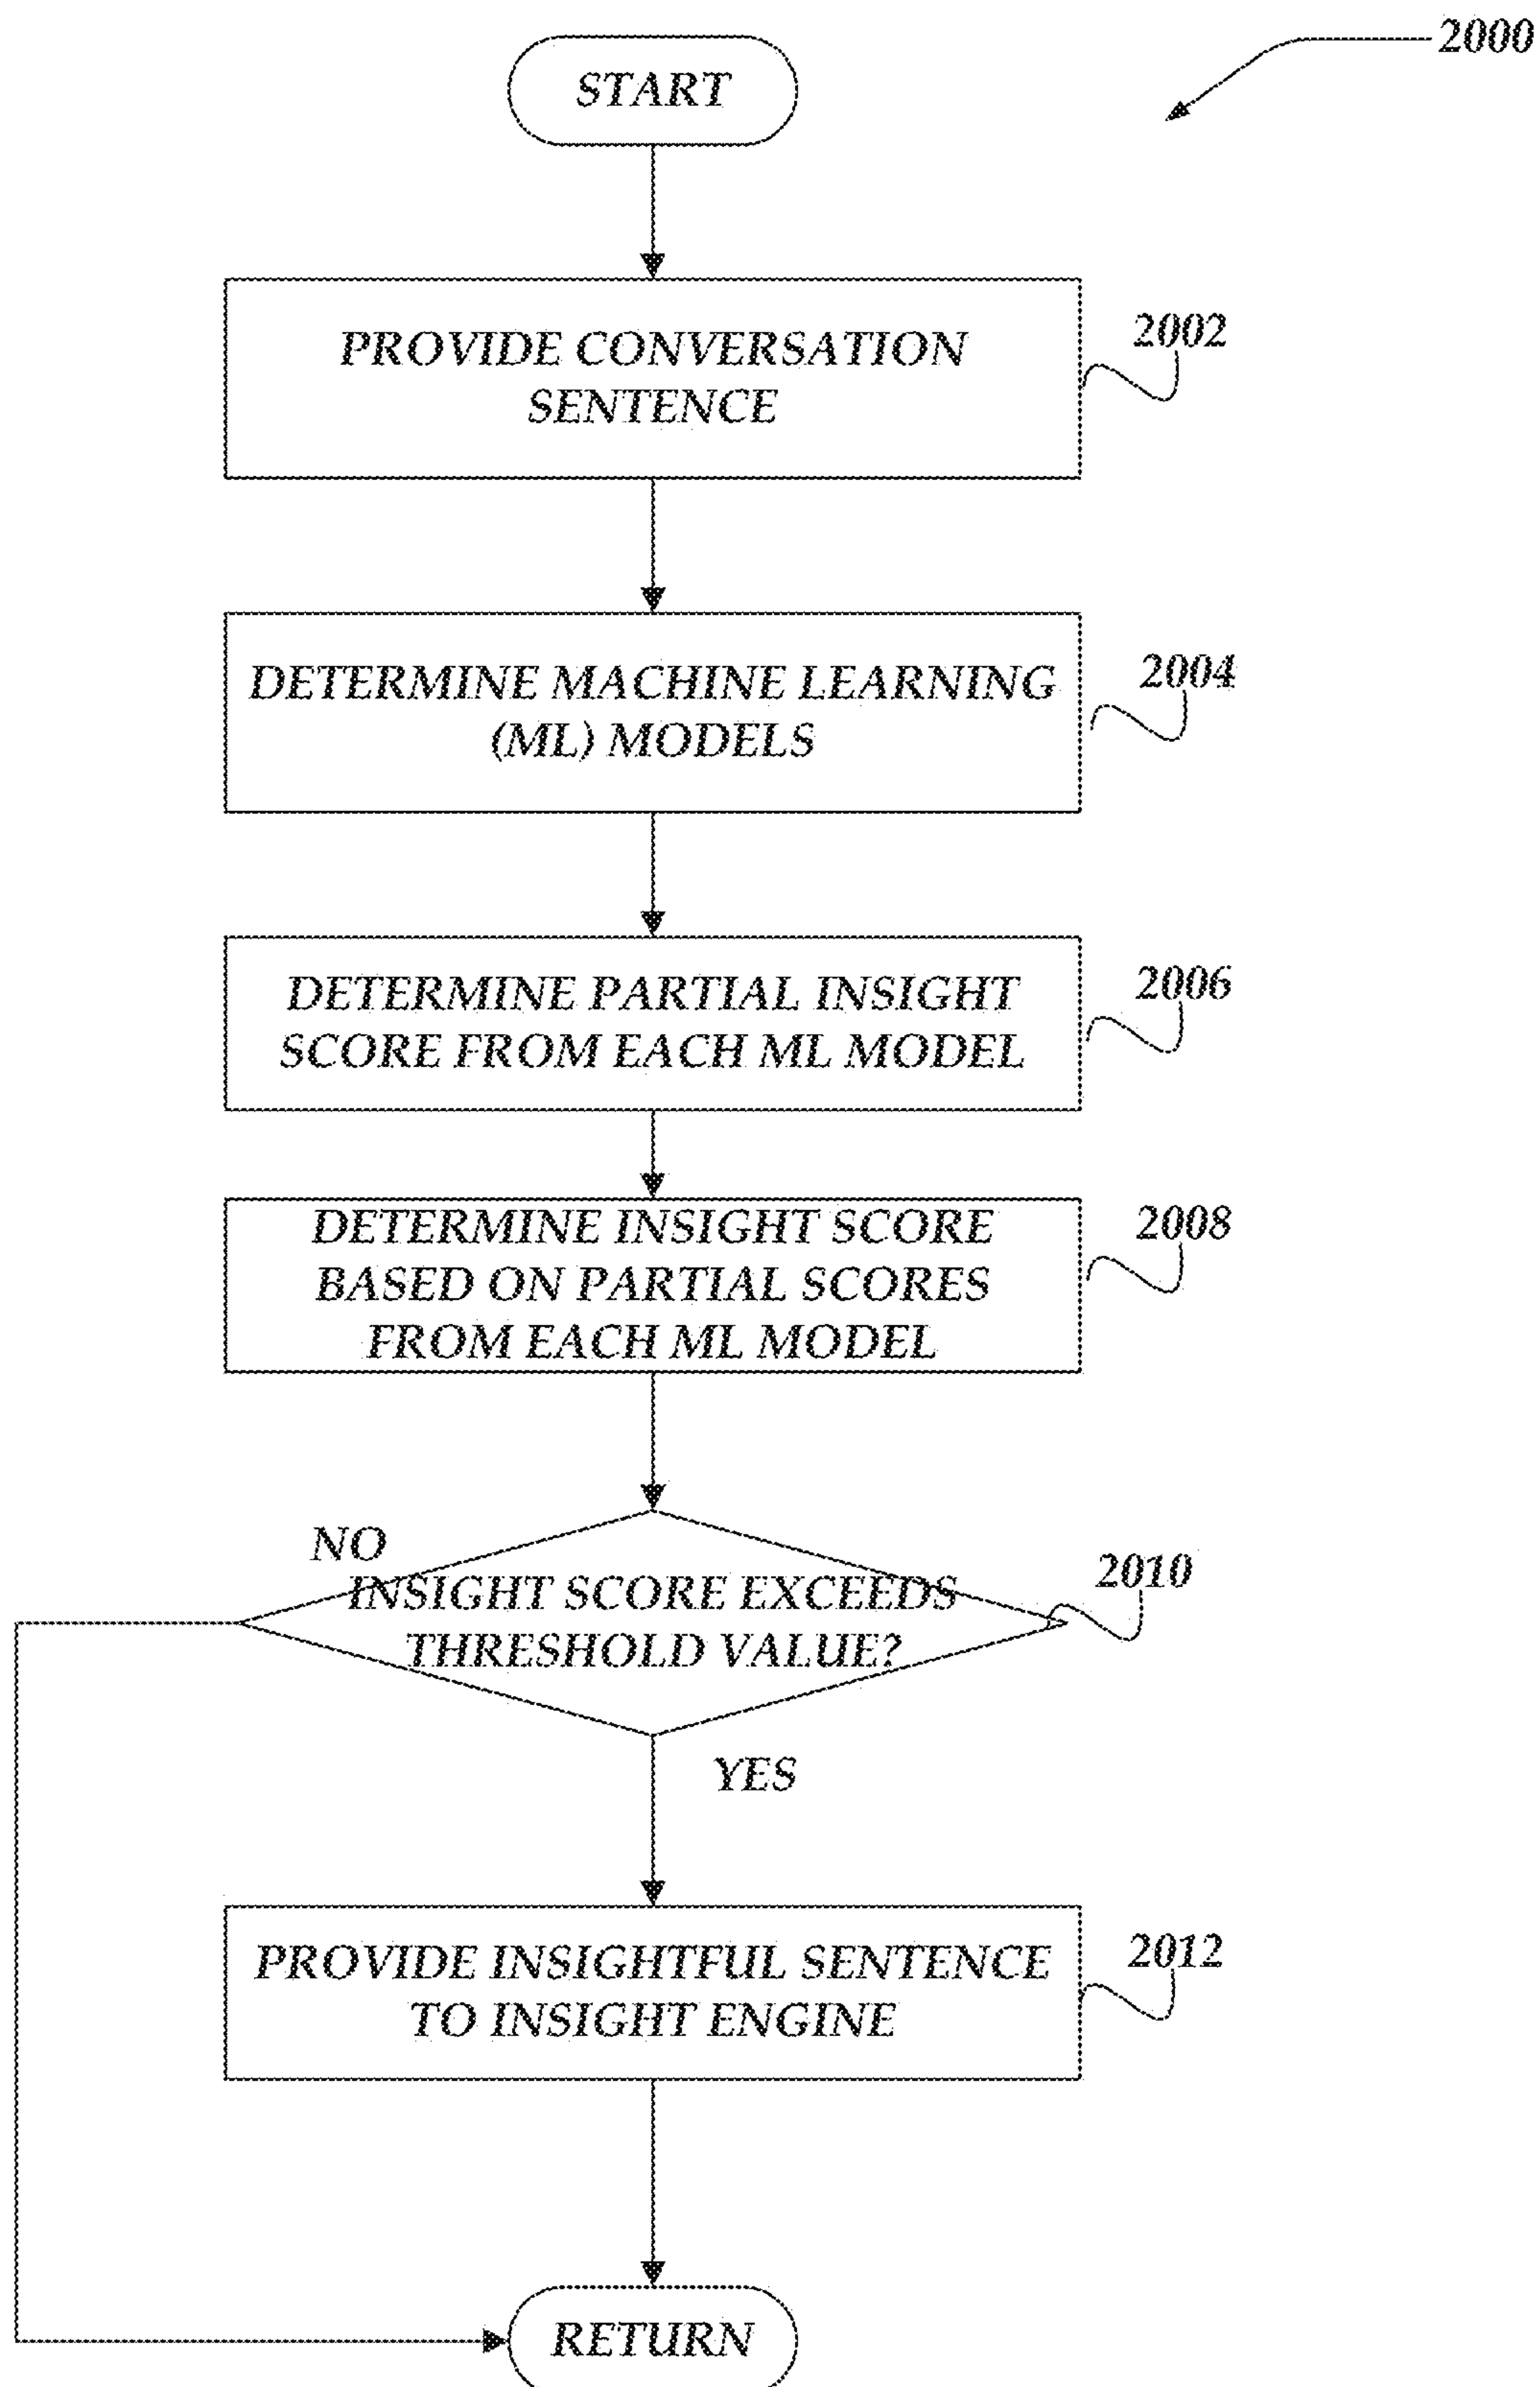 2000
START
PROVIDE CONVERSATION
SENTENCE
2002
DETERMINE MACHINE LEARNING
(ML) MODELS
2004
DETERMINE PARTIAL INSIGHT
SCORE FROM EACH ML MODEL
2006
DETERMINE INSIGHT SCORE
BASED ON PARTIAL SCORES
FROM EACH ML MODEL
2008
NO
INSIGHT SCORE EXCEEDS
THRESHOLD VALUE?
2010
YES
PROVIDE INSIGHTFUL SENTENCE
TO INSIGHT ENGINE
2012
RETURN